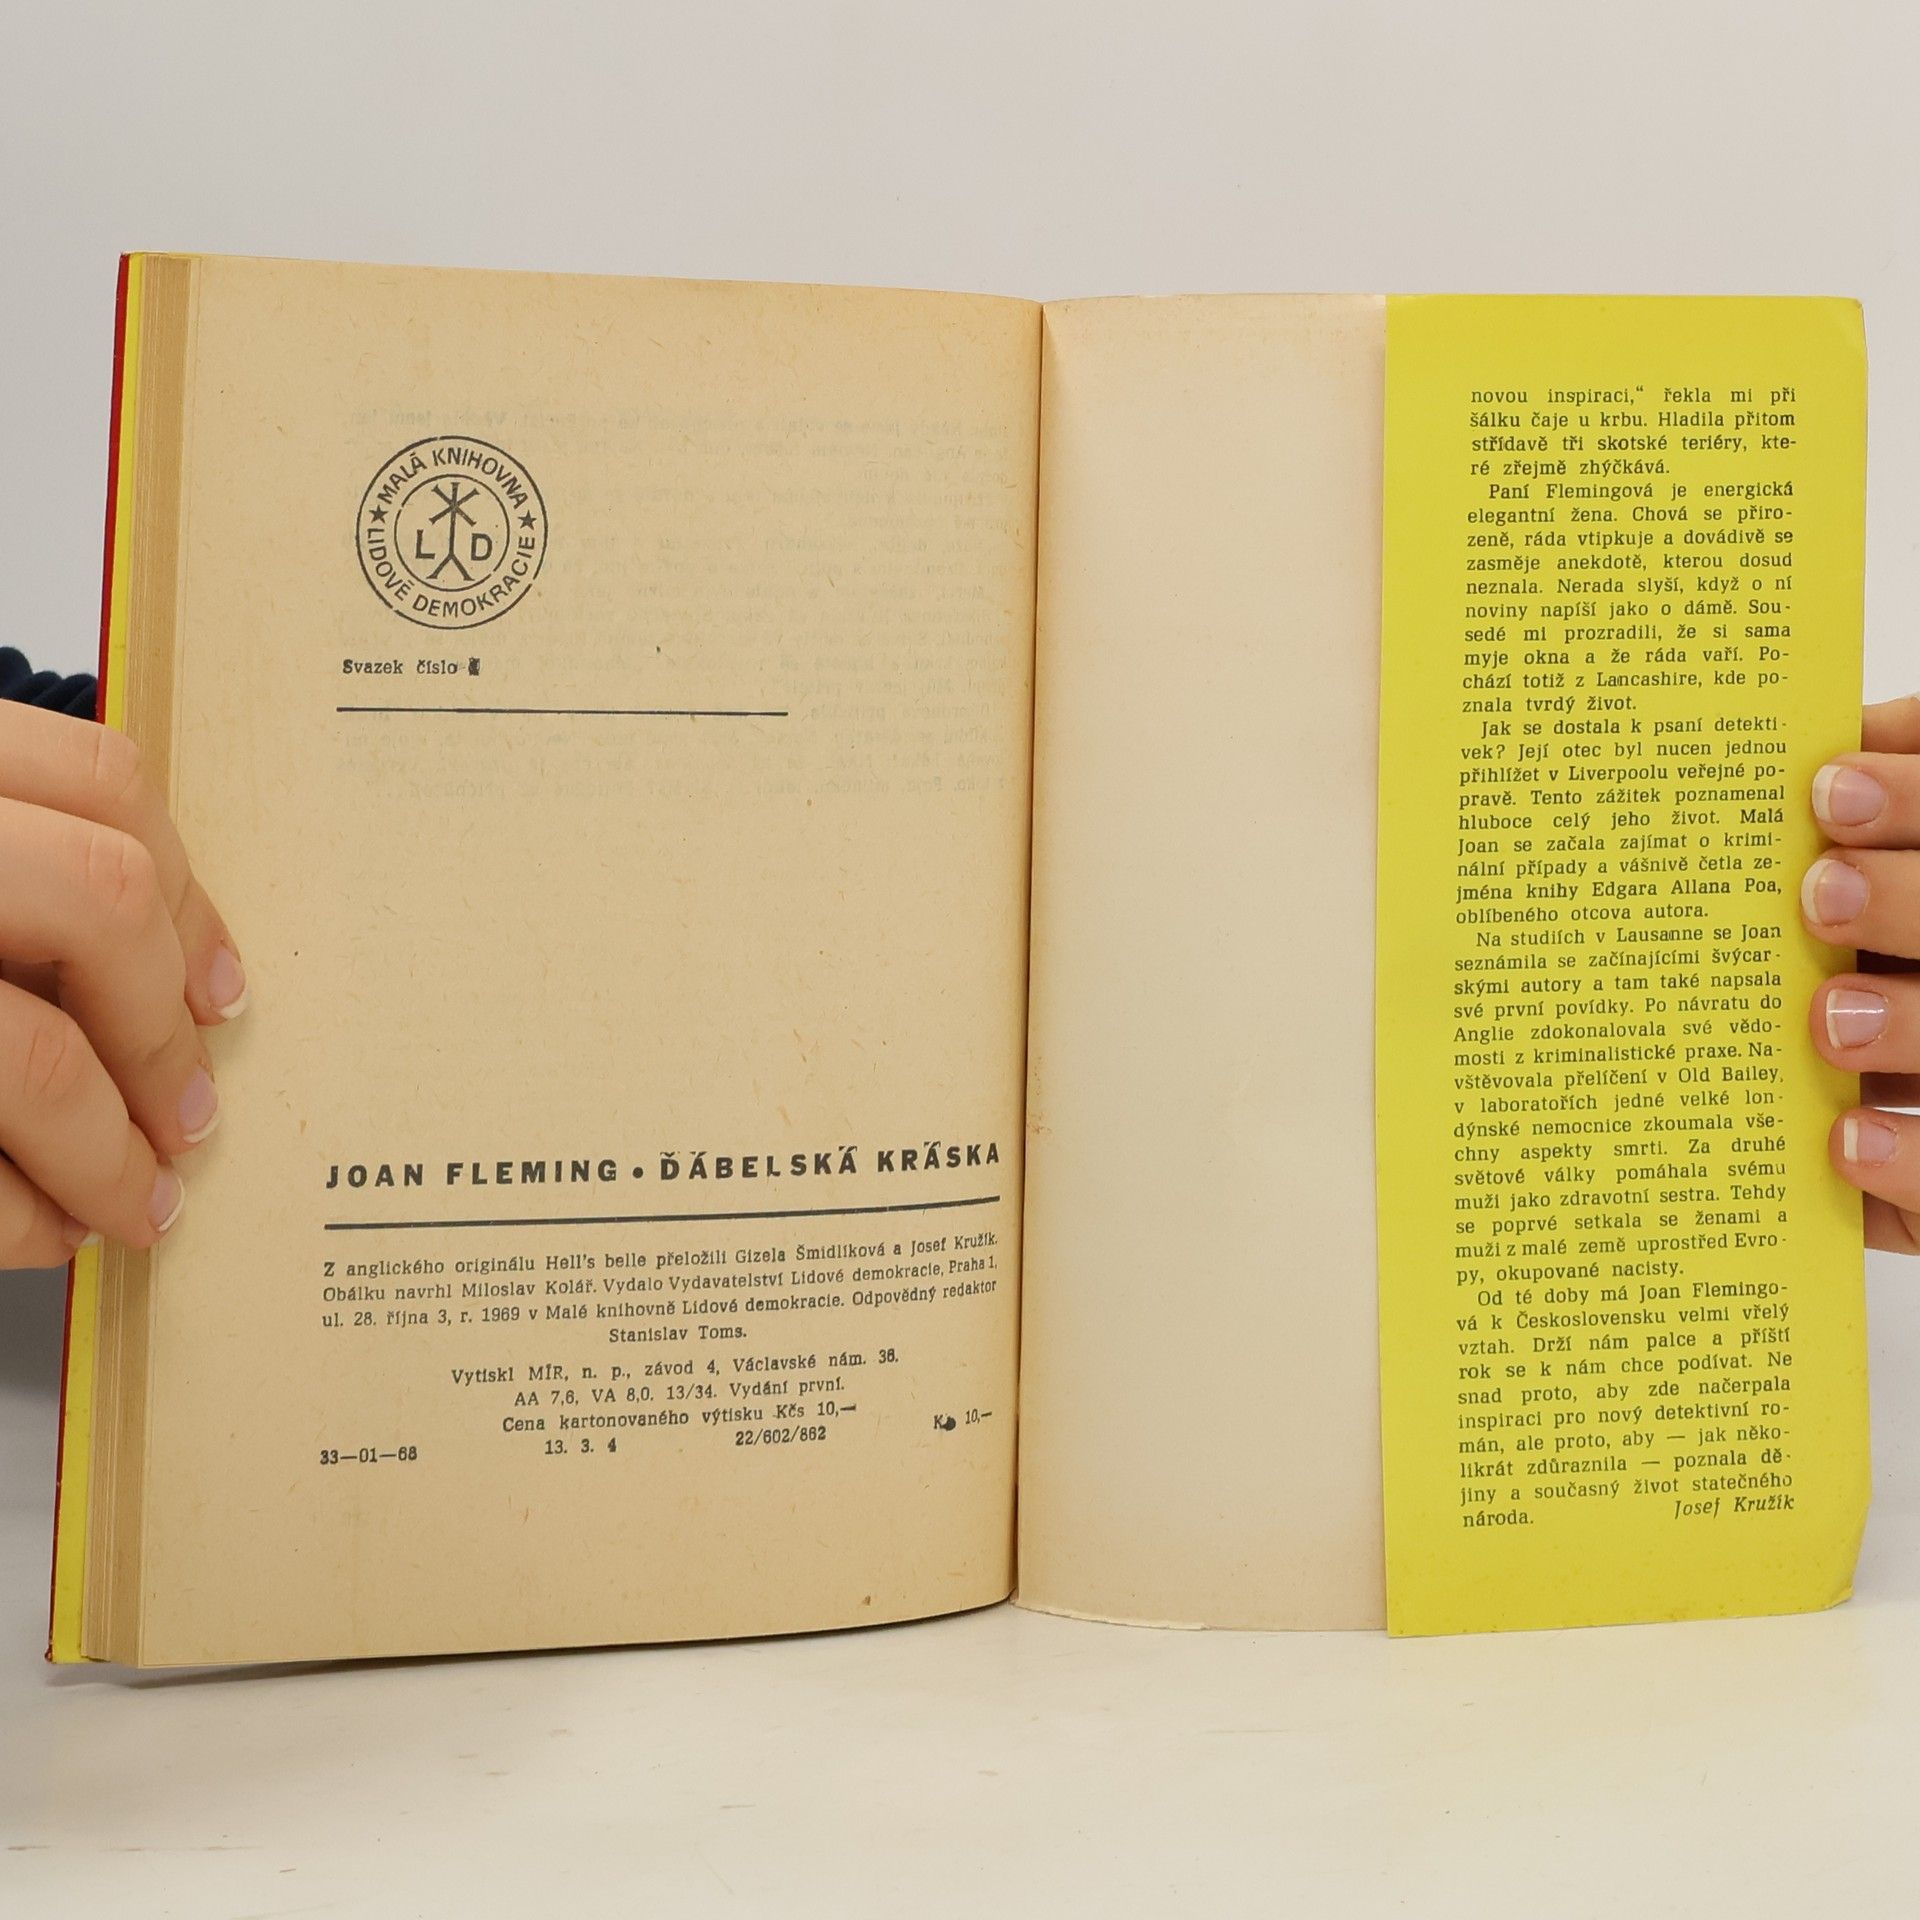 MALÁ KNIHOVNA
LIDOVÉ DEMOKRACIE
L D
Svazek číslo
JOAN FLEMING • ĎÁBELSKÁ KRÁSKA
Z anglického originálu Hell's belle přeložili Gizela Šmidlíková a Josef Kružík.
Obálku navrhl Miloslav Kolář. Vydalo Vydavatelství Lidové demokracie, Praha 1,
ul. 28. října 3, r. 1969 v Malé knihovně Lidové demokracie. Odpovědný redaktor
Stanislav Toms.
Vytiskl MÍR, n. p., závod 4, Václavské nám. 36.
AA 7,6, VA 8,0. 13/34. Vydání první.
Cena kartonovaného výtisku Kčs 10,—
33—01—68 13. 3. 4 22/602/862 10,—
novou inspiraci,“ řekla mi při
šálku čaje u krbu. Hladila přitom
střídavě tři skotské teriéry, kte-
ré zřejmě zhýčkává.
Paní Flemingová je energická
elegantní žena. Chová se přiro-
zeně, ráda vtipkuje a dovádivě se
zasměje anekdotě, kterou dosud
neznala. Nerada slyší, když o ní
noviny napíší jako o dámě. Sou-
sedé mi prozradili, že si sama
myje okna a že ráda vaří. Po-
chází totiž z Lancashire, kde po-
znala tvrdý život.
Jak se dostala k psaní detekti-
vek? Její otec byl nucen jednou
přihlížet v Liverpoolu veřejné po-
pravě. Tento zážitek poznamenal
hluboce celý jeho život. Malá
Joan se začala zajímat o krimi-
nální případy a vášnivě četla ze-
jména knihy Edgara Allana Poa,
oblíbeného otcova autora.
Na studiích v Lausanne se Joan
seznámila se začínajícími švýcar-
skými autory a tam také napsala
své první povídky. Po návratu do
Anglie zdokonalovala své vědo-
mosti z kriminalistické praxe. Na-
vštěvovala přelíčení v Old Bailey,
v laboratořích jedné velké lon-
dýnské nemocnice zkoumala vše-
chny aspekty smrti. Za druhé
světové války pomáhala svému
muži jako zdravotní sestra. Tehdy
se poprvé setkala se ženami a
muži z malé země uprostřed Evro-
py, okupované nacisty.
Od té doby má Joan Flemingo-
vá k Československu velmi vřelý
vztah. Drží nám palce a příští
rok se k nám chce podívat. Ne
snad proto, aby zde načerpala
inspiraci pro nový detektivní ro-
mán, ale proto, aby — jak něko-
likrát zdůraznila — poznala dě-
jiny a současný život statečného
národa. Josef Kružík